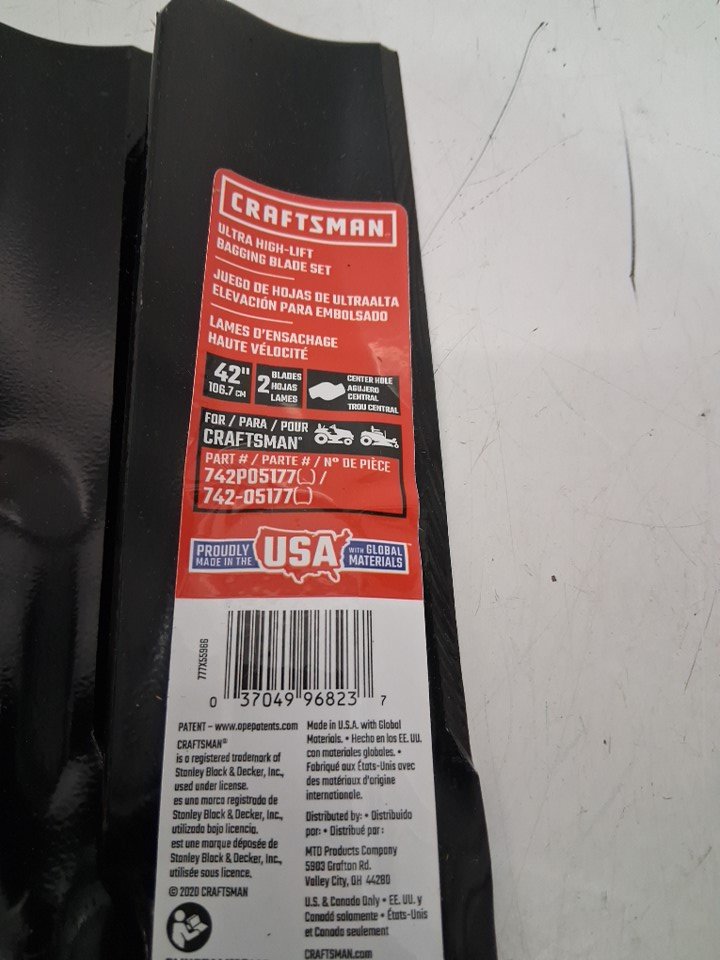 CRAFTSMAN
ULTRA HIGH-LIFT
BAGGING BLADE SET
JUEGO DE HOJAS DE ULTRAALTA
ELEVACIÓN PARA EMBOLSADO
LAMES D'ENSACHAGE
HAUTE VÉLOCITÉ
42"
106.7 CM
2
BLADES
HOJAS
LAMES
CENTER HOLE
AGUJERO
CENTRAL
TROU CENTRAL
FOR / PARA / POUR
CRAFTSMAN®
PART # / PARTE # / N° DE PIÈCE
742P05177(_) /
742-05177(_)
PROUDLY
MADE IN THE
USA
WITH GLOBAL
MATERIALS
777X55966
0 37049 96823 7
PATENT – www.opepatents.com
CRAFTSMAN®
is a registered trademark of
Stanley Black & Decker, Inc.,
used under license.
es una marca registrada de
Stanley Black & Decker, Inc.,
utilizada bajo licencia.
est une marque déposée de
Stanley Black & Decker, Inc.,
utilisée sous licence.
© 2020 CRAFTSMAN
Made in U.S.A. with Global
Materials. • Hecho en los EE. UU.
con materiales globales. •
Fabriqué aux États-Unis avec
des matériaux d'origine
internationale.
Distributed by: • Distribuido
por: • Distribué par:
MTD Products Company
5903 Grafton Rd.
Valley City, OH 44280
U.S. & Canada Only • EE. UU. y
Canadá solamente • États-Unis
et Canada seulement
CRAFTSMAN.com